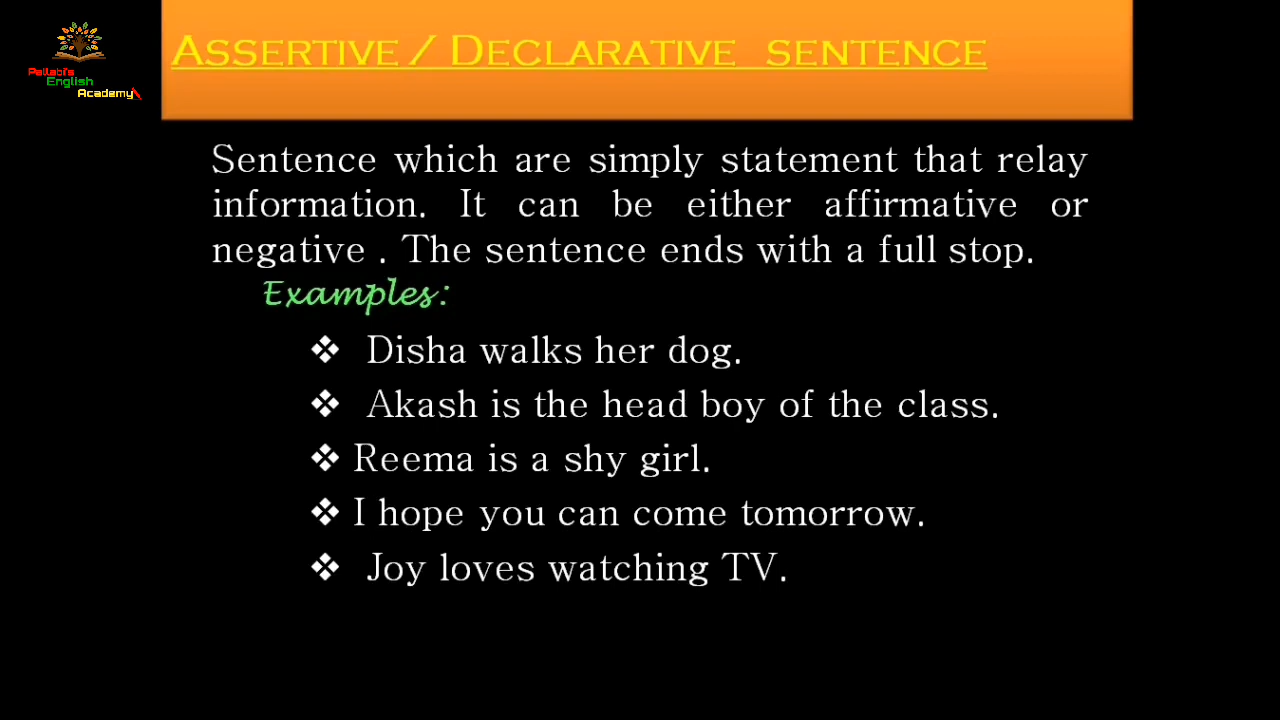 Pallabi's
English
Academy
ASSERTIVE / DECLARATIVE SENTENCE
Sentence which are simply statement that relay
information. It can be either affirmative or
negative . The sentence ends with a full stop.
Examples:
❖ Disha walks her dog.
❖ Akash is the head boy of the class.
❖ Reema is a shy girl.
❖ I hope you can come tomorrow.
❖ Joy loves watching TV.